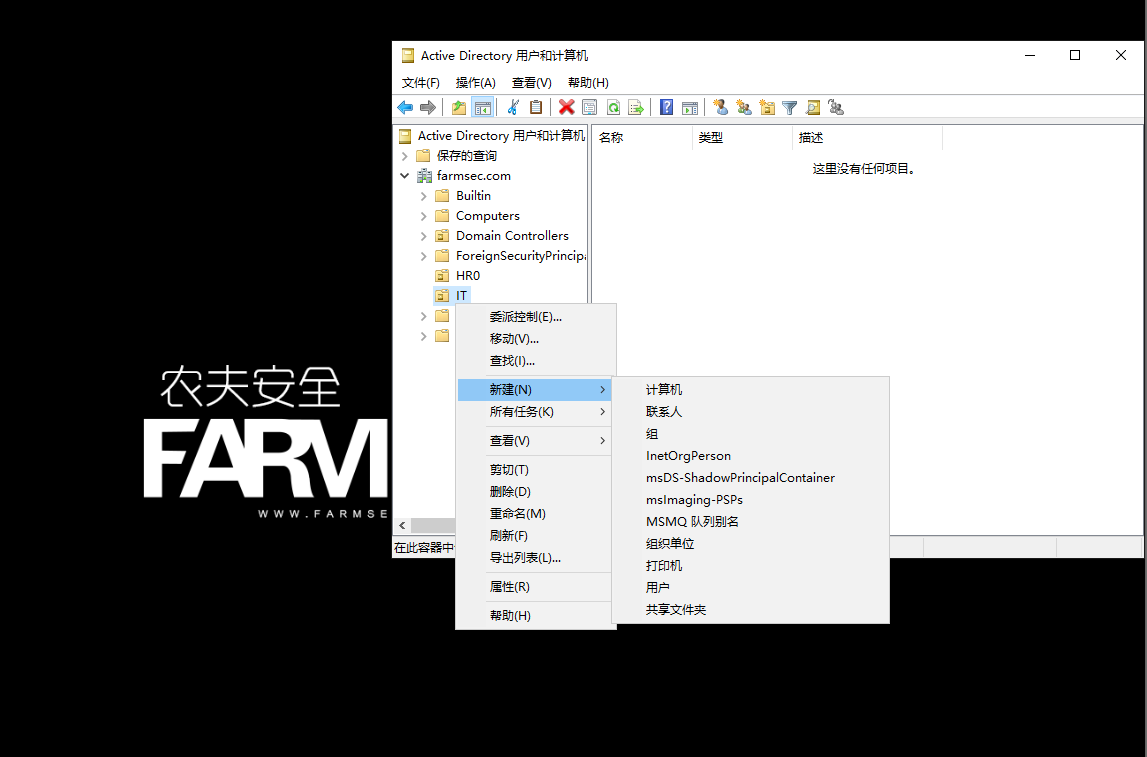 Active Directory 用户和计算机
文件(F) 操作(A) 查看(V) 帮助(H)
Active Directory 用户和计算机
保存的查询
farmsec.com
Builtin
Computers
Domain Controllers
ForeignSecurityPrincipa
HR0
IT
名称 类型 描述
这里没有任何项目。
委派控制(E)...
移动(V)...
查找(I)...
新建(N)
所有任务(K)
查看(V)
剪切(T)
删除(D)
重命名(M)
刷新(F)
导出列表(L)...
属性(R)
帮助(H)
计算机
联系人
组
InetOrgPerson
msDS-ShadowPrincipalContainer
msImaging-PSPs
MSMQ 队列别名
组织单位
打印机
用户
共享文件夹
在此容器中
农夫安全
FARM
WWW.FARMSE